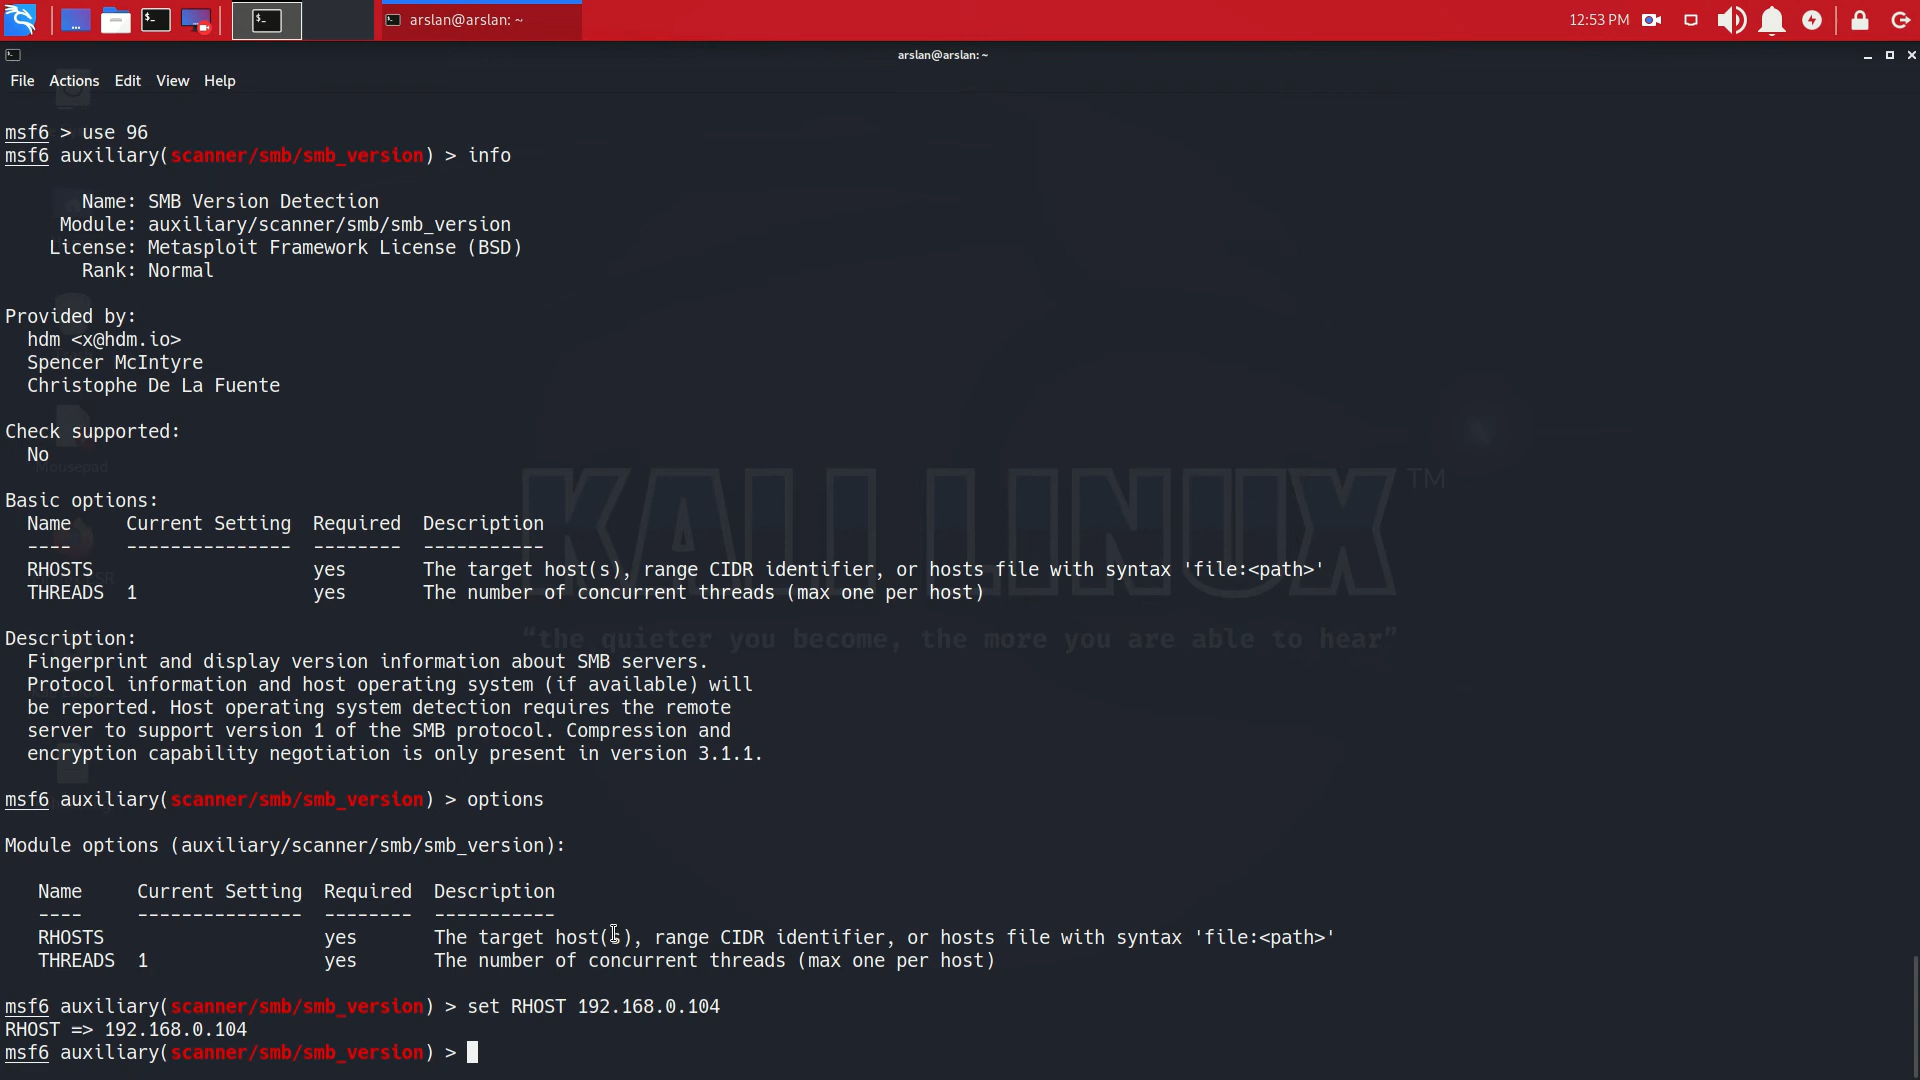 arslan@arslan: ~
12:53 PM
arslan@arslan: ~
File Actions Edit View Help
msf6 > use 96
msf6 auxiliary(scanner/smb/smb_version) > info
Name: SMB Version Detection
Module: auxiliary/scanner/smb/smb_version
License: Metasploit Framework License (BSD)
Rank: Normal
Provided by:
hdm <x@hdm.io>
Spencer McIntyre
Christophe De La Fuente
Check supported:
No
Mousepad
KALI LINUX TM
Basic options:
Name Current Setting Required Description
---- --------------- -------- -----------
RHOSTS yes The target host(s), range CIDR identifier, or hosts file with syntax 'file:<path>'
THREADS 1 yes The number of concurrent threads (max one per host)
Description:
"the quieter you become, the more you are able to hear"
Fingerprint and display version information about SMB servers.
Protocol information and host operating system (if available) will
be reported. Host operating system detection requires the remote
server to support version 1 of the SMB protocol. Compression and
encryption capability negotiation is only present in version 3.1.1.
msf6 auxiliary(scanner/smb/smb_version) > options
Module options (auxiliary/scanner/smb/smb_version):
Name Current Setting Required Description
---- --------------- -------- -----------
RHOSTS yes The target host(s), range CIDR identifier, or hosts file with syntax 'file:<path>'
THREADS 1 yes The number of concurrent threads (max one per host)
msf6 auxiliary(scanner/smb/smb_version) > set RHOST 192.168.0.104
RHOST => 192.168.0.104
msf6 auxiliary(scanner/smb/smb_version) >